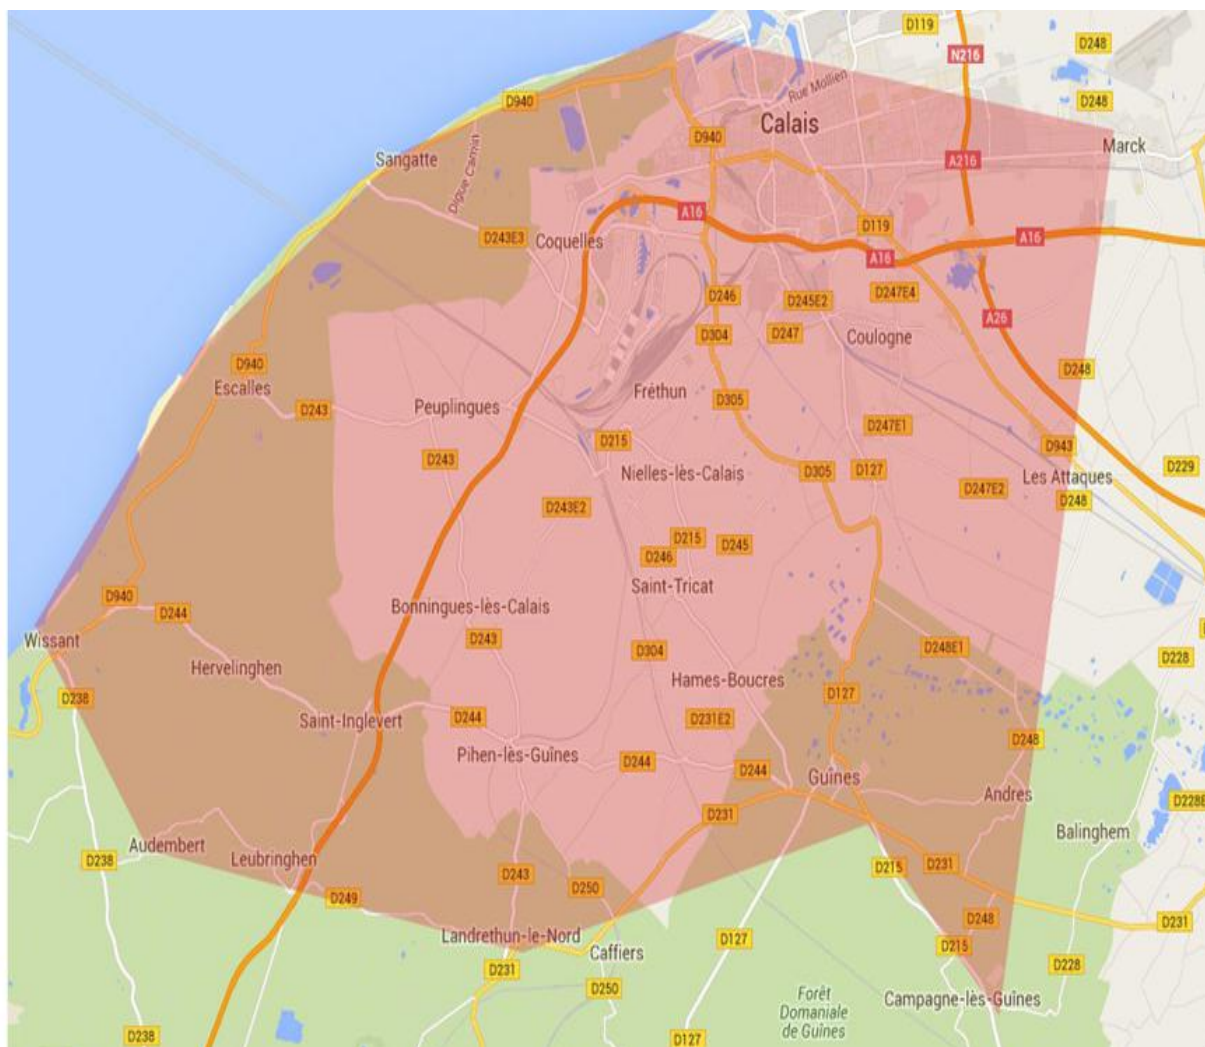 D119
N216
D248
D940
Rue Mollien
D248
Calais
D940
Marck
Sangatte
A216
Digue Camin
A16
D119
D243E3
Coquelles
A16
A16
D246
D245E2
D247E4
A26
D304
D247
Coulogne
D940
D248
Escalles
Fréthun
D243
Peuplingues
D305
D247E1
D215
D943
D243
Nielles-lès-Calais
D305
D127
D229
Les Attaques
D247E2
D248
D243E2
D215
D246
D245
Saint-Tricat
D940
D244
Bonningues-lès-Calais
Wissant
D243
D248E1
D304
D228
Hervelinghen
Hames-Boucres
D238
D127
Saint-Inglevert
D244
D231E2
D248
Pihen-lès-Guînes
D244
D244
Guînes
Andres
D228E
D231
Balinghem
Audembert
D238
Leubringhen
D215
D231
D243
D250
D249
D248
D231
Landrethun-le-Nord
D127
D215
Caffiers
D231
D228
D250
Campagne-lès-Guînes
Forêt
Domaniale
de Guînes
D238
D127